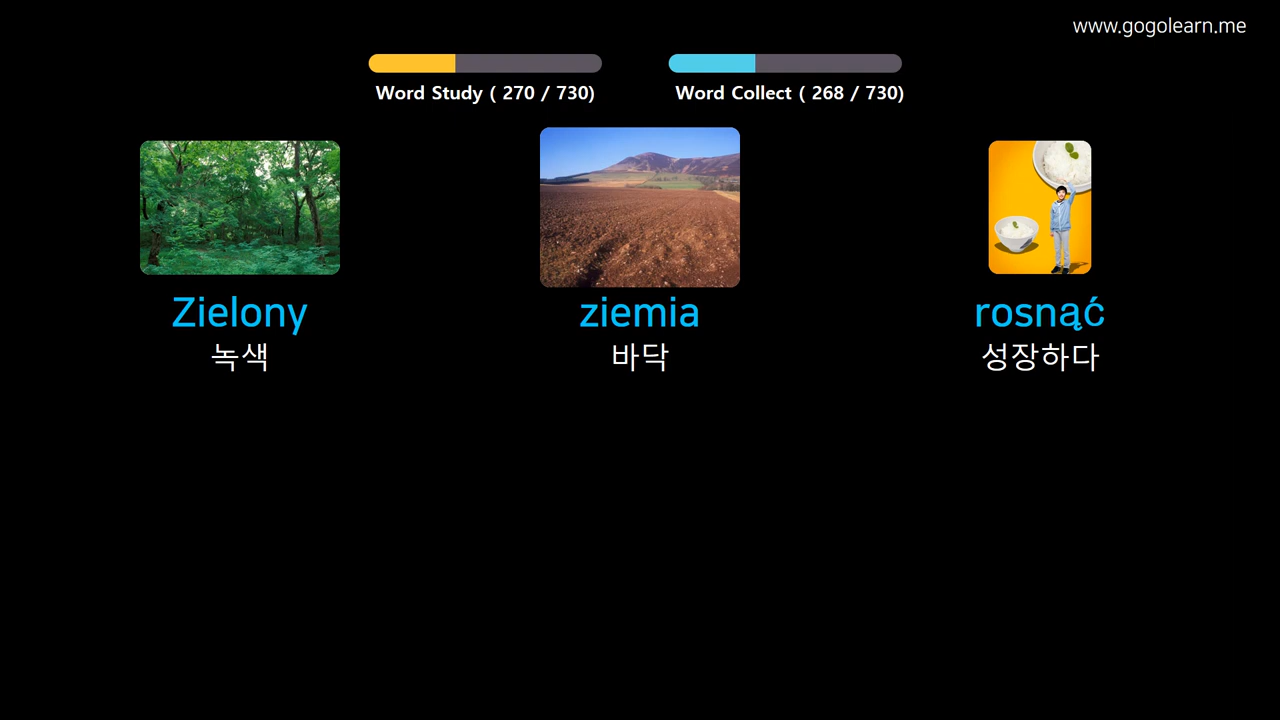 www.gogolearn.me
Word Study ( 270 / 730)
Word Collect ( 268 / 730)
Zielony
ziemia
rosnąć
녹색
바닥
성장하다